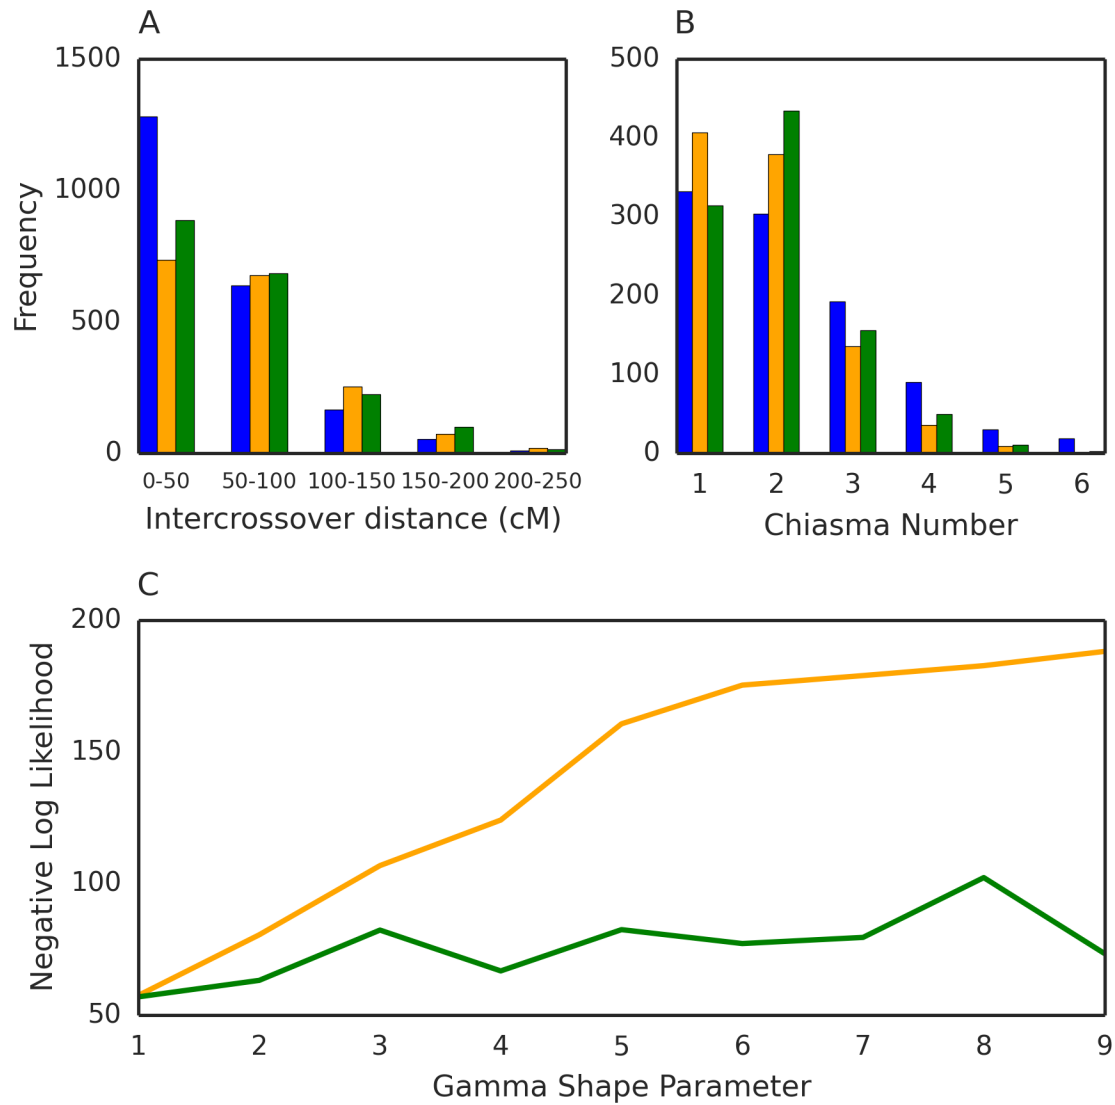 A
B
1500
1000
500
0
Frequency
0-50 50-100 100-150 150-200 200-250
Intercrossover distance (cM)
500
400
300
200
100
0
1 2 3 4 5 6
Chiasma Number
C
200
150
100
50
Negative Log Likelihood
1 2 3 4 5 6 7 8 9
Gamma Shape Parameter